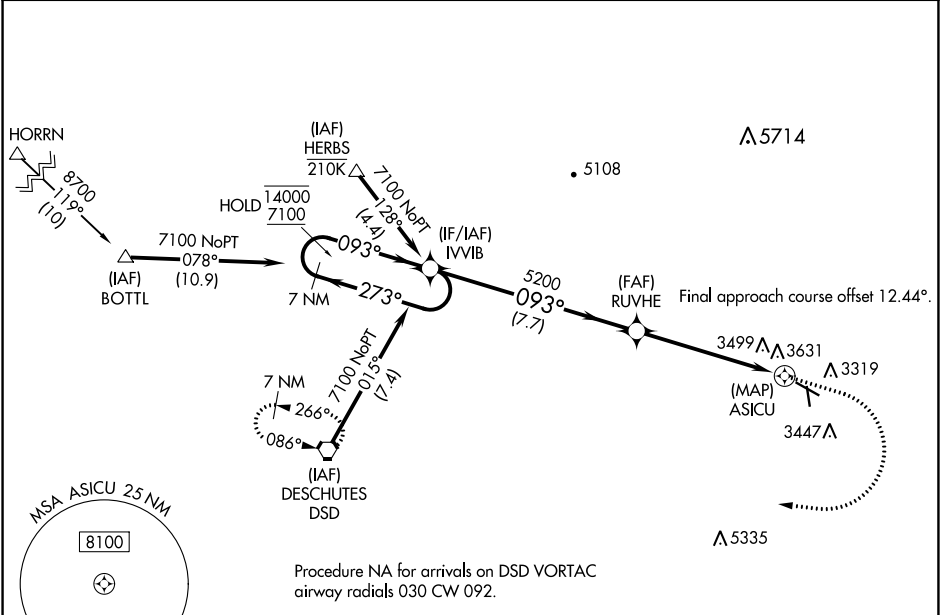 HORRN
8700
119°
(10)
(IAF)
BOTTL
7100 NoPT
078°
(10.9)
(IAF)
HERBS
210K
7100 NoPT
128°
(4.4)
HOLD 14000
7100
093°
7 NM
273°
(IF/IAF)
IVVIB
5108
5714
5200
093°
(7.7)
(FAF)
RUVHE
Final approach course offset 12.44°.
3499
3631
3319
(MAP)
ASICU
3447
7100 NoPT
015°
(7.4)
7 NM
266°
086°
(IAF)
DESCHUTES
DSD
5335
MSA ASICU 25 NM
8100
Procedure NA for arrivals on DSD VORTAC
airway radials 030 CW 092.